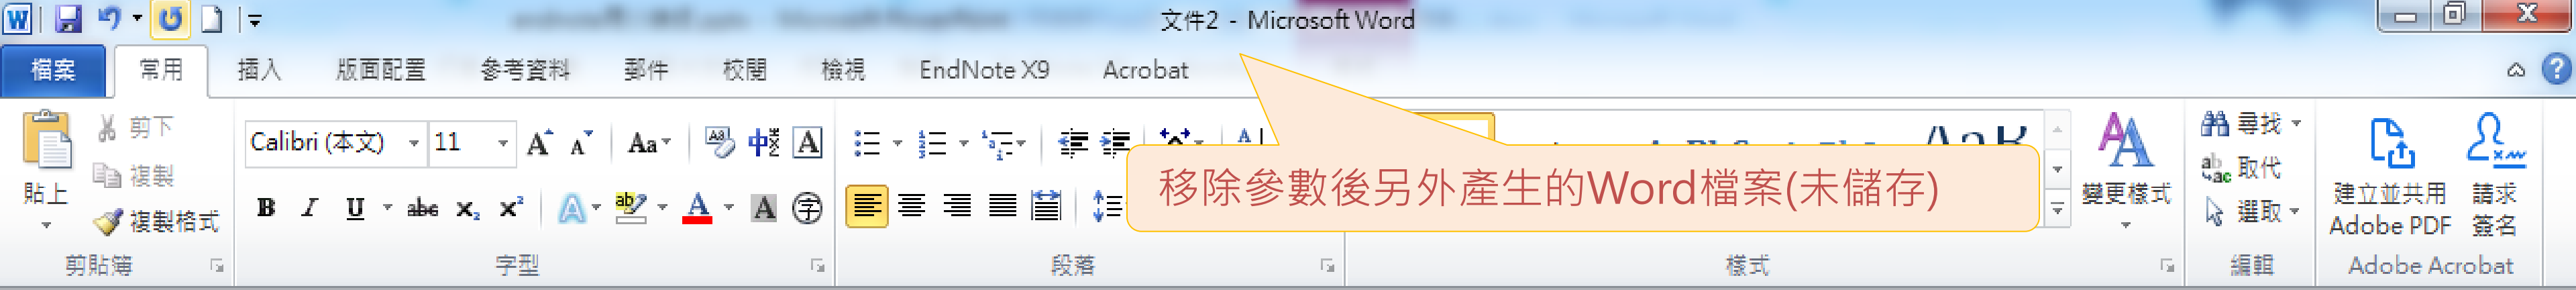 文件2 - Microsoft Word
檔案 常用 插入 版面配置 參考資料 郵件 校閱 檢視 EndNote X9 Acrobat
貼上
剪下
複製
複製格式
剪貼簿
Calibri (本文) 11
B I U abc x₂ x²
字型
段落
移除參數後另外產生的Word檔案(未儲存)
變更樣式
樣式
尋找
取代
選取
編輯
建立並共用
Adobe PDF
請求
簽名
Adobe Acrobat